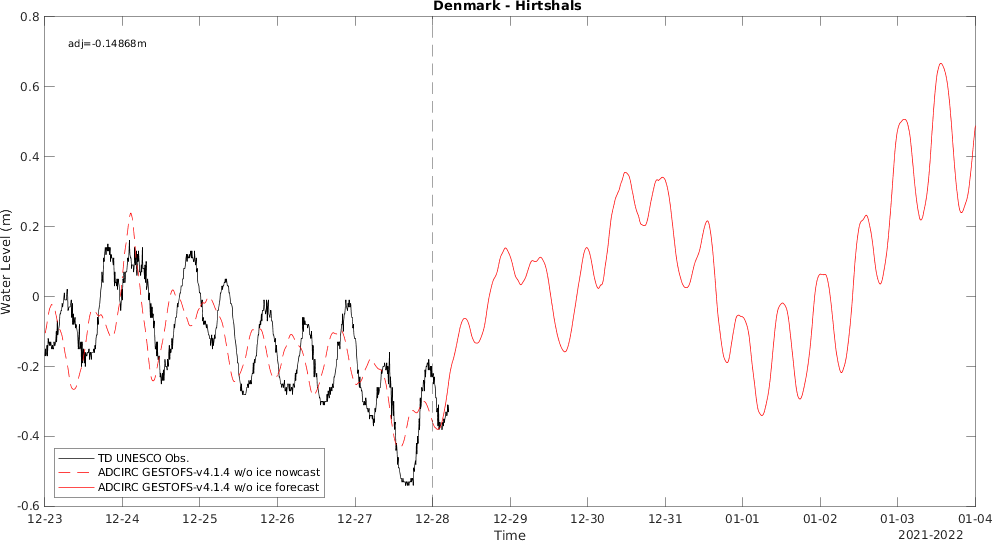 Denmark - Hirtshals
adj=-0.14868m
Water Level (m)
0.8
0.6
0.4
0.2
0
-0.2
-0.4
-0.6
TD UNESCO Obs.
ADCIRC GESTOFS-v4.1.4 w/o ice nowcast
ADCIRC GESTOFS-v4.1.4 w/o ice forecast
12-23 12-24 12-25 12-26 12-27 12-28 12-29 12-30 12-31 01-01 01-02 01-03 01-04
Time
2021-2022